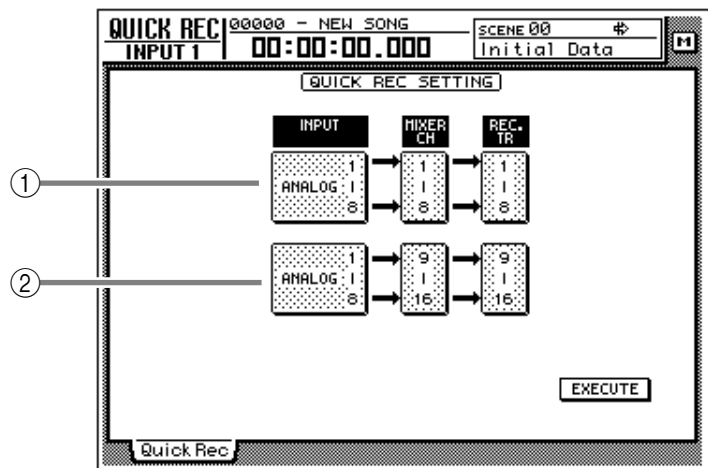 QUICK REC
INPUT 1
00000 - NEW SONG
00:00:00.000
SCENE 00
Initial Data
M
QUICK REC SETTING
INPUT
MIXER
CH
REC.
TR
①
ANALOG 1 | 8
1 | 8
1 | 8
②
ANALOG 1 | 8
9 | 16
9 | 16
EXECUTE
Quick Rec